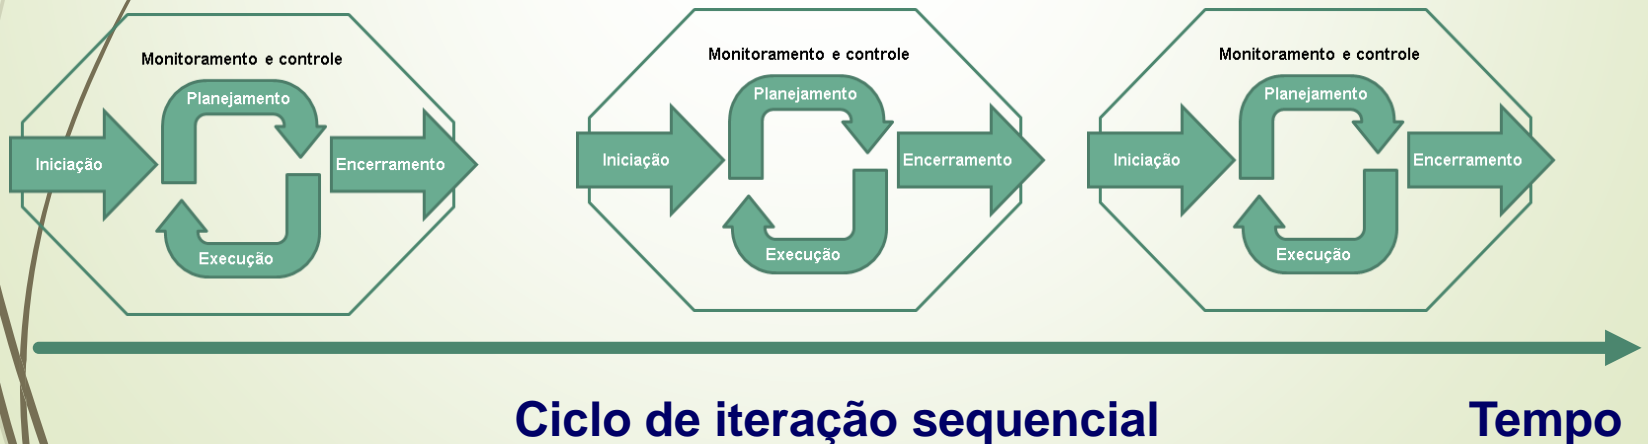 Monitoramento e controle
Planejamento
Iniciação
Encerramento
Execução
Monitoramento e controle
Planejamento
Iniciação
Encerramento
Execução
Monitoramento e controle
Planejamento
Iniciação
Encerramento
Execução
Ciclo de iteração sequencial
Tempo